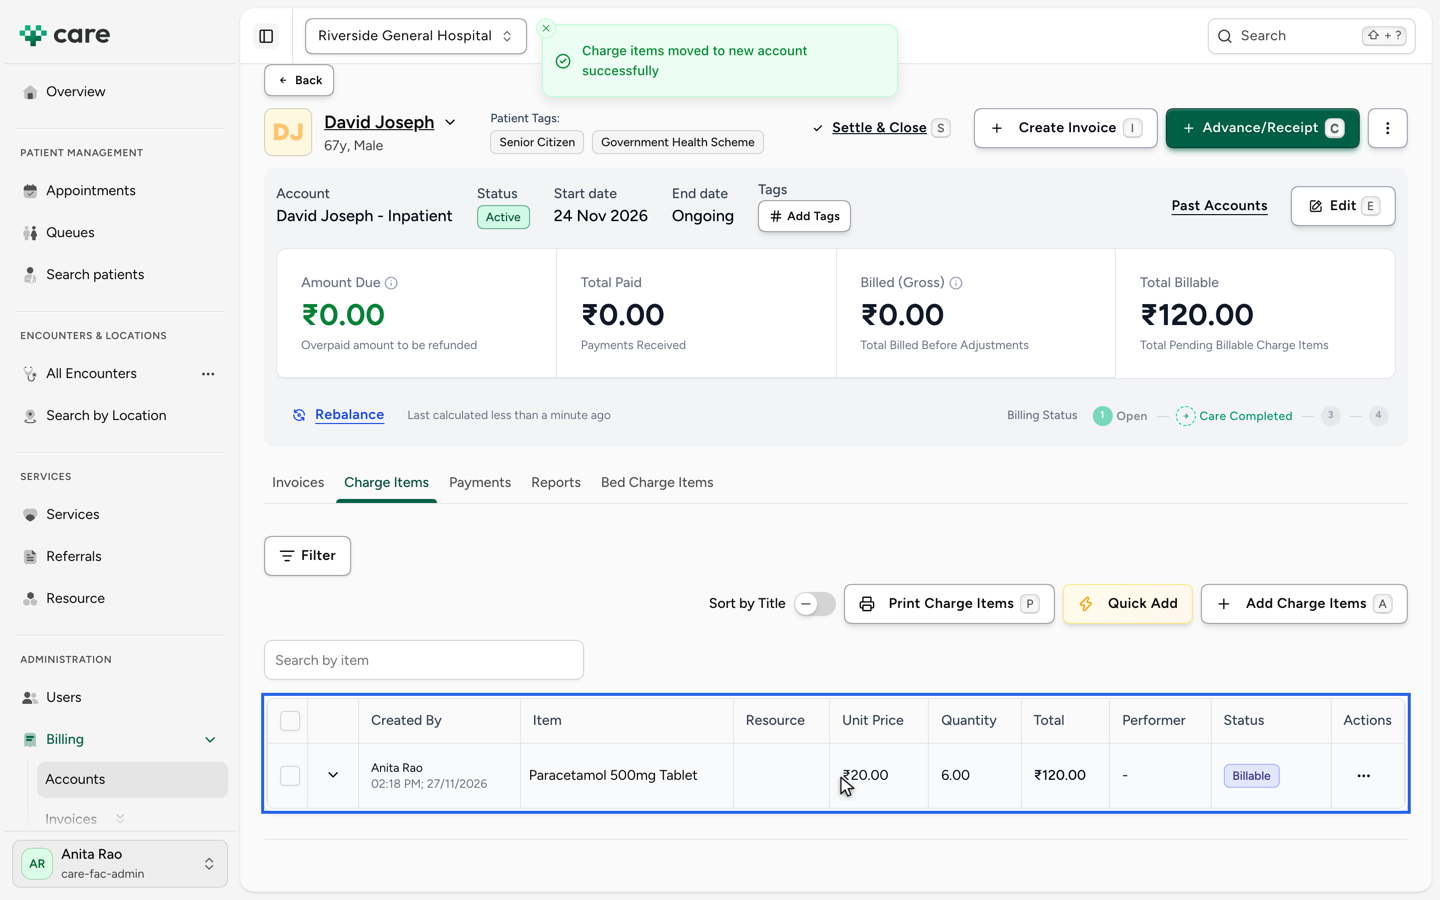 care
Riverside General Hospital
Charge items moved to new account
successfully
Search
⇧ + ?
Overview
PATIENT MANAGEMENT
Appointments
Queues
Search patients
ENCOUNTERS & LOCATIONS
All Encounters
Search by Location
SERVICES
Services
Referrals
Resource
ADMINISTRATION
Users
Billing
Accounts
Invoices
AR
Anita Rao
care-fac-admin
Back
DJ
David Joseph
67y, Male
Patient Tags:
Senior Citizen
Government Health Scheme
Settle & Close S
+ Create Invoice I
+ Advance/Receipt C
Account
David Joseph - Inpatient
Status
Active
Start date
24 Nov 2026
End date
Ongoing
Tags
# Add Tags
Past Accounts
Edit E
Amount Due
₹0.00
Overpaid amount to be refunded
Total Paid
₹0.00
Payments Received
Billed (Gross)
₹0.00
Total Billed Before Adjustments
Total Billable
₹120.00
Total Pending Billable Charge Items
Rebalance
Last calculated less than a minute ago
Billing Status 1 Open — Care Completed — 3 — 4
Invoices Charge Items Payments Reports Bed Charge Items
Filter
Sort by Title
Print Charge Items P
Quick Add
+ Add Charge Items A
Search by item
Created By Item Resource Unit Price Quantity Total Performer Status Actions
Anita Rao
02:18 PM; 27/11/2026
Paracetamol 500mg Tablet ₹20.00 6.00 ₹120.00 - Billable